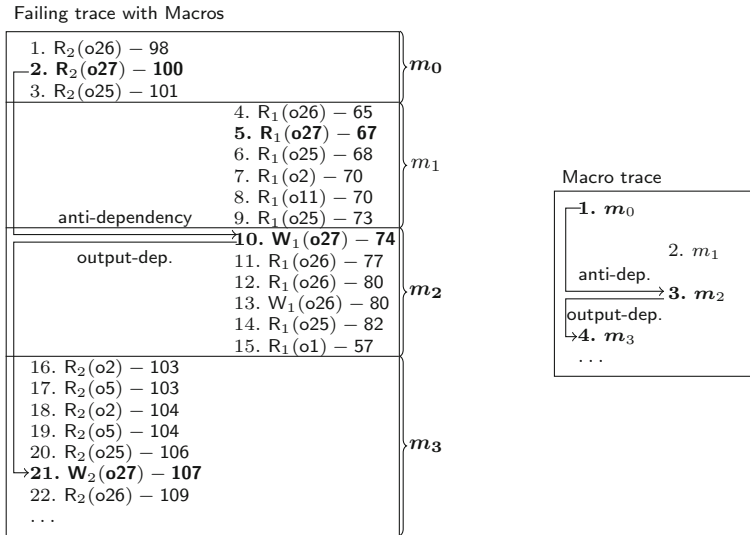 Failing trace with Macros
1. R₂(o26) – 98
2. R₂(o27) – 100
3. R₂(o25) – 101
m₀
4. R₁(o26) – 65
5. R₁(o27) – 67
6. R₁(o25) – 68
7. R₁(o2) – 70
8. R₁(o11) – 70
9. R₁(o25) – 73
m₁
anti-dependency
10. W₁(o27) – 74
output-dep.
11. R₁(o26) – 77
12. R₁(o26) – 80
13. W₁(o26) – 80
14. R₁(o25) – 82
15. R₁(o1) – 57
m₂
16. R₂(o2) – 103
17. R₂(o5) – 103
18. R₂(o2) – 104
19. R₂(o5) – 104
20. R₂(o25) – 106
21. W₂(o27) – 107
22. R₂(o26) – 109
. . .
m₃
Macro trace
1. m₀
2. m₁
anti-dep.
3. m₂
output-dep.
4. m₃
. . .